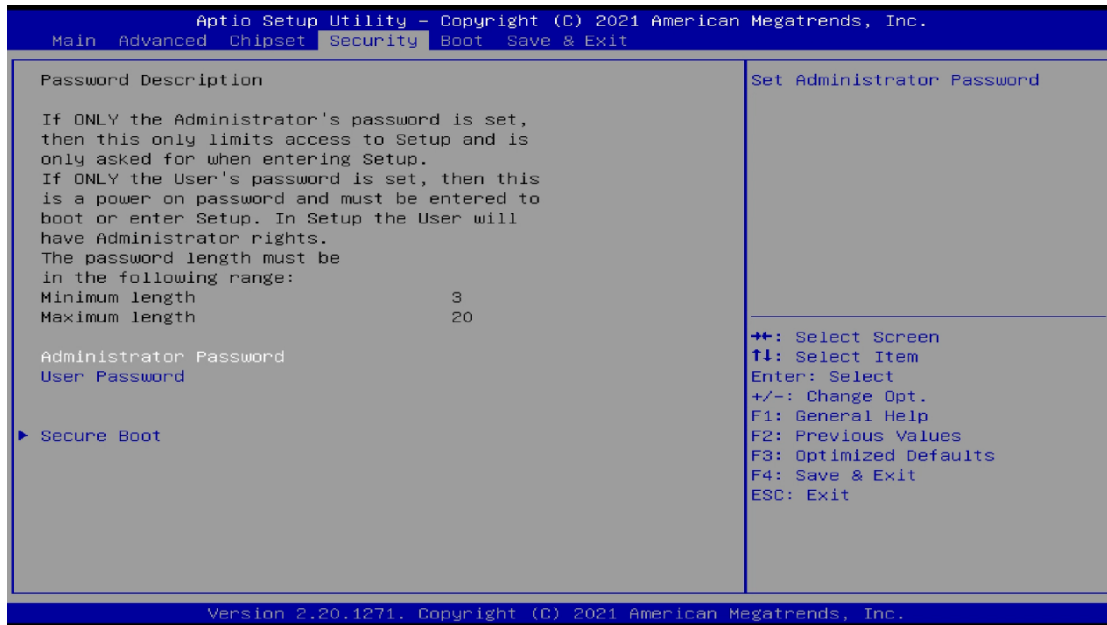 Aptio Setup Utility – Copyright (C) 2021 American Megatrends, Inc.
Main Advanced Chipset Security Boot Save & Exit
Password Description
If ONLY the Administrator's password is set,
then this only limits access to Setup and is
only asked for when entering Setup.
If ONLY the User's password is set, then this
is a power on password and must be entered to
boot or enter Setup. In Setup the User will
have Administrator rights.
The password length must be
in the following range:
Minimum length 3
Maximum length 20
Administrator Password
User Password
Secure Boot
Set Administrator Password
→←: Select Screen
↑↓: Select Item
Enter: Select
+/-: Change Opt.
F1: General Help
F2: Previous Values
F3: Optimized Defaults
F4: Save & Exit
ESC: Exit
Version 2.20.1271. Copyright (C) 2021 American Megatrends, Inc.